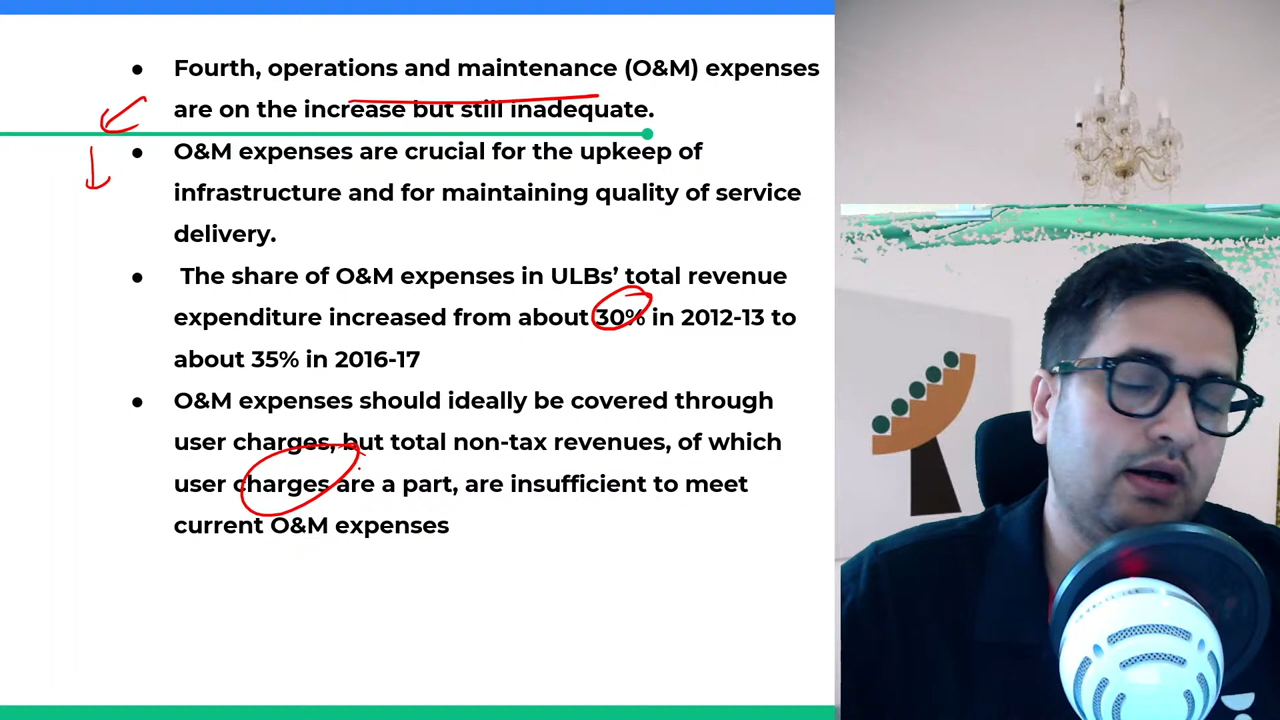 ● Fourth, operations and maintenance (O&M) expenses
are on the increase but still inadequate.
● O&M expenses are crucial for the upkeep of
infrastructure and for maintaining quality of service
delivery.
● The share of O&M expenses in ULBs’ total revenue
expenditure increased from about 30% in 2012-13 to
about 35% in 2016-17
● O&M expenses should ideally be covered through
user charges, but total non-tax revenues, of which
user charges are a part, are insufficient to meet
current O&M expenses